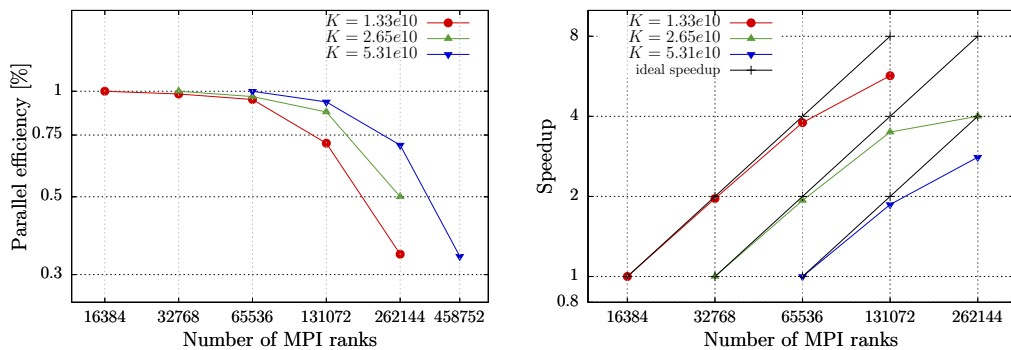 K = 1.33e10
K = 2.65e10
K = 5.31e10
Parallel efficiency [%]
1
0.75
0.5
0.3
16384 32768 65536 131072 262144 458752
Number of MPI ranks
K = 1.33e10
K = 2.65e10
K = 5.31e10
ideal speedup
Speedup
8
4
2
1
0.8
16384 32768 65536 131072 262144
Number of MPI ranks